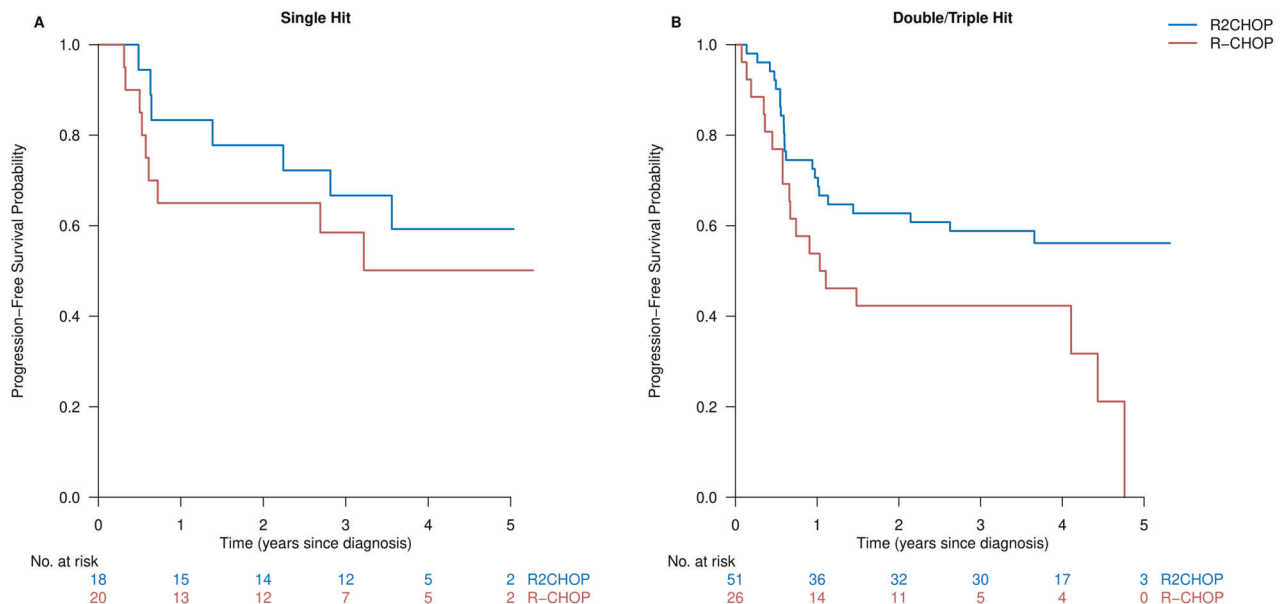 A
Single Hit
Progression−Free Survival Probability
1.0
0.8
0.6
0.4
0.2
0.0
0 1 2 3 4 5
Time (years since diagnosis)
No. at risk
18 15 14 12 5 2 R2CHOP
20 13 12 7 5 2 R−CHOP
B
Double/Triple Hit
R2CHOP
R−CHOP
Progression−Free Survival Probability
1.0
0.8
0.6
0.4
0.2
0.0
0 1 2 3 4 5
Time (years since diagnosis)
No. at risk
51 36 32 30 17 3 R2CHOP
26 14 11 5 4 0 R−CHOP